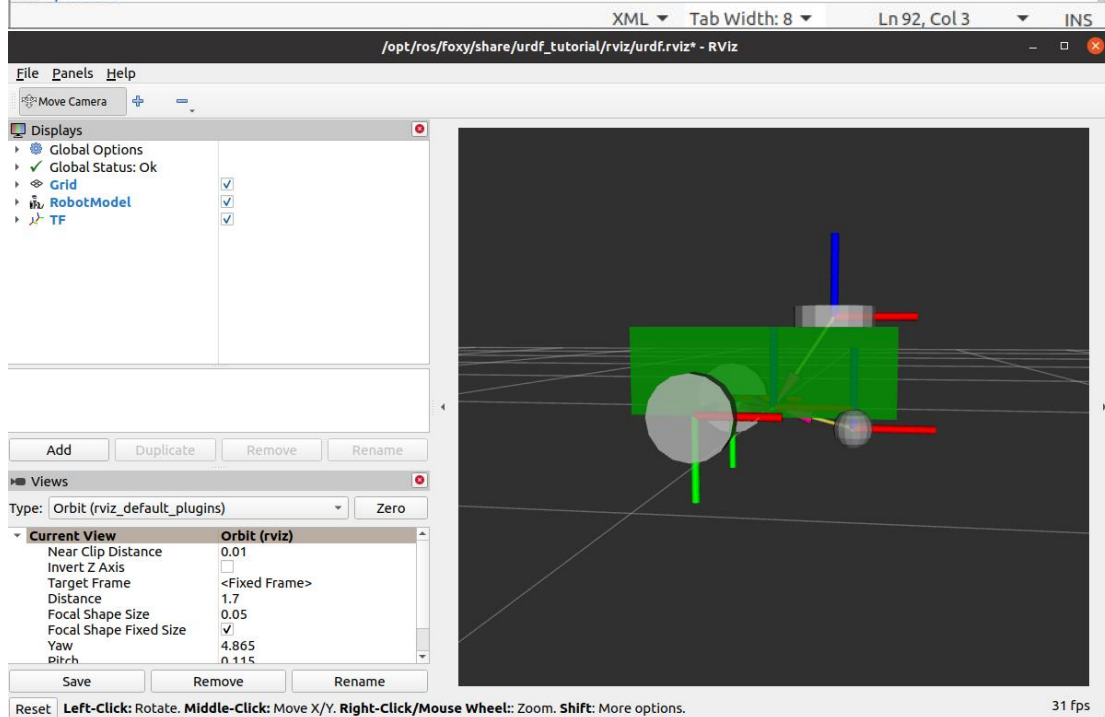 XML Tab Width: 8 Ln 92, Col 3 INS
/opt/ros/foxy/share/urdf_tutorial/rviz/urdf.rviz* - RViz
File Panels Help
Move Camera
Displays
Global Options
Global Status: Ok
Grid
RobotModel
TF
Add Duplicate Remove Rename
Views
Type: Orbit (rviz_default_plugins) Zero
Current View Orbit (rviz)
Near Clip Distance 0.01
Invert Z Axis
Target Frame <Fixed Frame>
Distance 1.7
Focal Shape Size 0.05
Focal Shape Fixed Size
Yaw 4.865
Pitch 0.115
Save Remove Rename
Reset Left-Click: Rotate. Middle-Click: Move X/Y. Right-Click/Mouse Wheel:: Zoom. Shift: More options. 31 fps